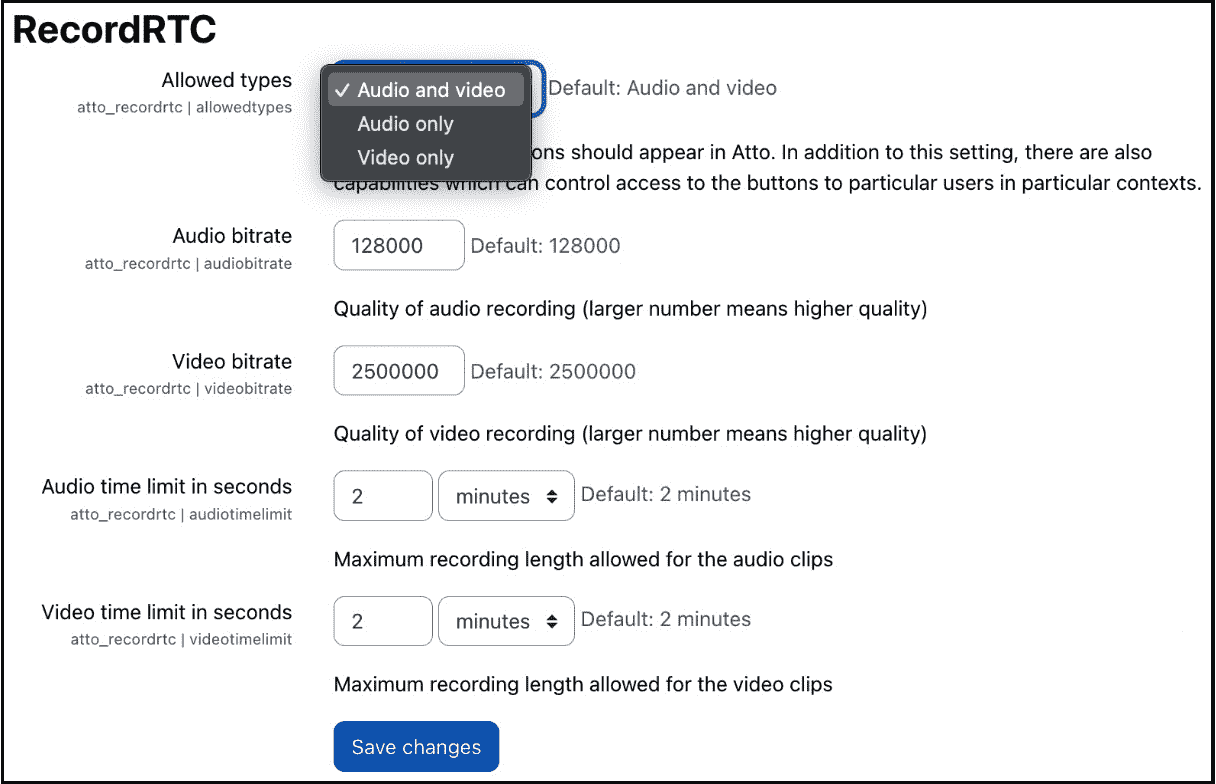 RecordRTC
Allowed types
atto_recordrtc | allowedtypes
✓ Audio and video
Audio only
Video only
Default: Audio and video
ons should appear in Atto. In addition to this setting, there are also
capabilities which can control access to the buttons to particular users in particular contexts.
Audio bitrate
atto_recordrtc | audiobitrate
128000 Default: 128000
Quality of audio recording (larger number means higher quality)
Video bitrate
atto_recordrtc | videobitrate
2500000 Default: 2500000
Quality of video recording (larger number means higher quality)
Audio time limit in seconds
atto_recordrtc | audiotimelimit
2 minutes Default: 2 minutes
Maximum recording length allowed for the audio clips
Video time limit in seconds
atto_recordrtc | videotimelimit
2 minutes Default: 2 minutes
Maximum recording length allowed for the video clips
Save changes